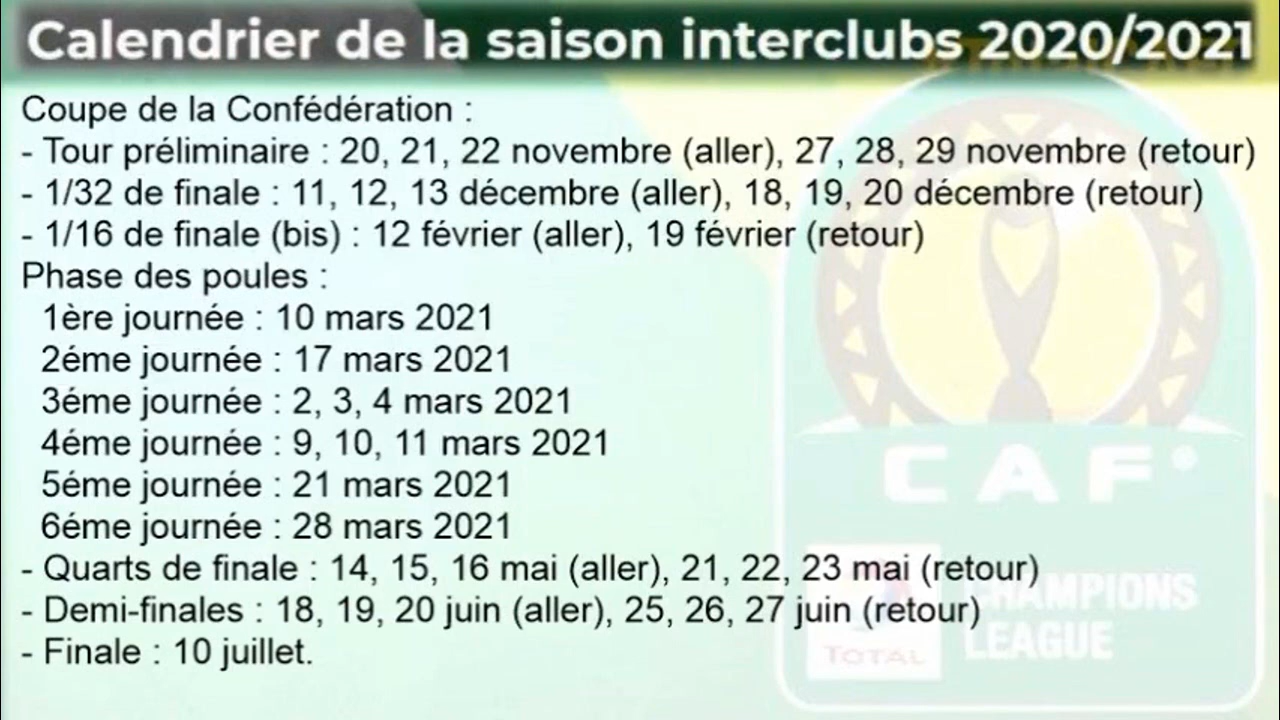 Calendrier de la saison interclubs 2020/2021
Coupe de la Confédération :
- Tour préliminaire : 20, 21, 22 novembre (aller), 27, 28, 29 novembre (retour)
- 1/32 de finale : 11, 12, 13 décembre (aller), 18, 19, 20 décembre (retour)
- 1/16 de finale (bis) : 12 février (aller), 19 février (retour)
Phase des poules :
1ère journée : 10 mars 2021
2éme journée : 17 mars 2021
3éme journée : 2, 3, 4 mars 2021
4éme journée : 9, 10, 11 mars 2021
5éme journée : 21 mars 2021
6éme journée : 28 mars 2021
- Quarts de finale : 14, 15, 16 mai (aller), 21, 22, 23 mai (retour)
- Demi-finales : 18, 19, 20 juin (aller), 25, 26, 27 juin (retour)
- Finale : 10 juillet.
CAF
CHAMPIONS
LEAGUE
TOTAL